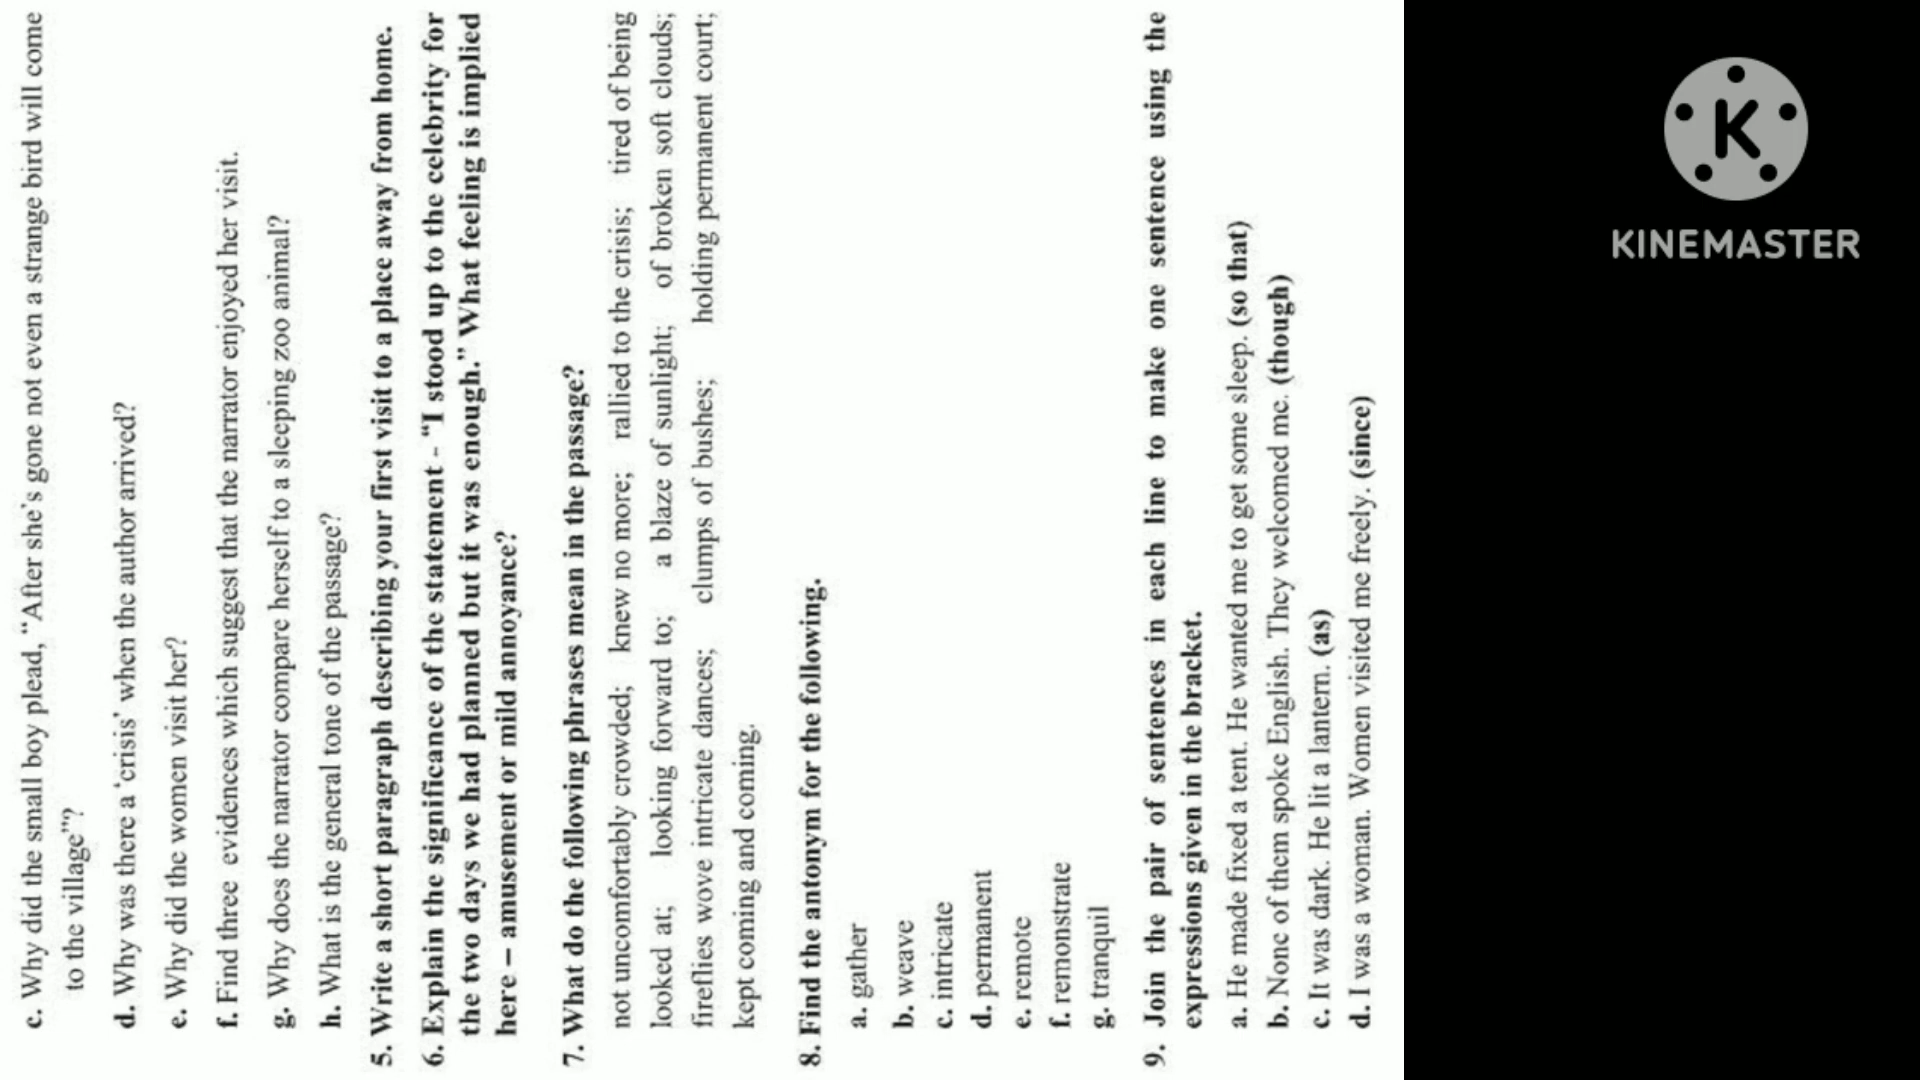 c. Why did the small boy plead, “After she’s gone not even a strange bird will come
to the village”?
d. Why was there a ‘crisis’ when the author arrived?
e. Why did the women visit her?
f. Find three evidences which suggest that the narrator enjoyed her visit.
g. Why does the narrator compare herself to a sleeping zoo animal?
h. What is the general tone of the passage?
5. Write a short paragraph describing your first visit to a place away from home.
6. Explain the significance of the statement - “I stood up to the celebrity for
the two days we had planned but it was enough.” What feeling is implied
here – amusement or mild annoyance?
7. What do the following phrases mean in the passage?
not uncomfortably crowded; knew no more; rallied to the crisis; tired of being
looked at; looking forward to; a blaze of sunlight; of broken soft clouds;
fireflies wove intricate dances; clumps of bushes; holding permanent court;
kept coming and coming.
8. Find the antonym for the following.
a. gather
b. weave
c. intricate
d. permanent
e. remote
f. remonstrate
g. tranquil
9. Join the pair of sentences in each line to make one sentence using the
expressions given in the bracket.
a. He made fixed a tent. He wanted me to get some sleep. (so that)
b. None of them spoke English. They welcomed me. (though)
c. It was dark. He lit a lantern. (as)
d. I was a woman. Women visited me freely. (since)
K
KINEMASTER